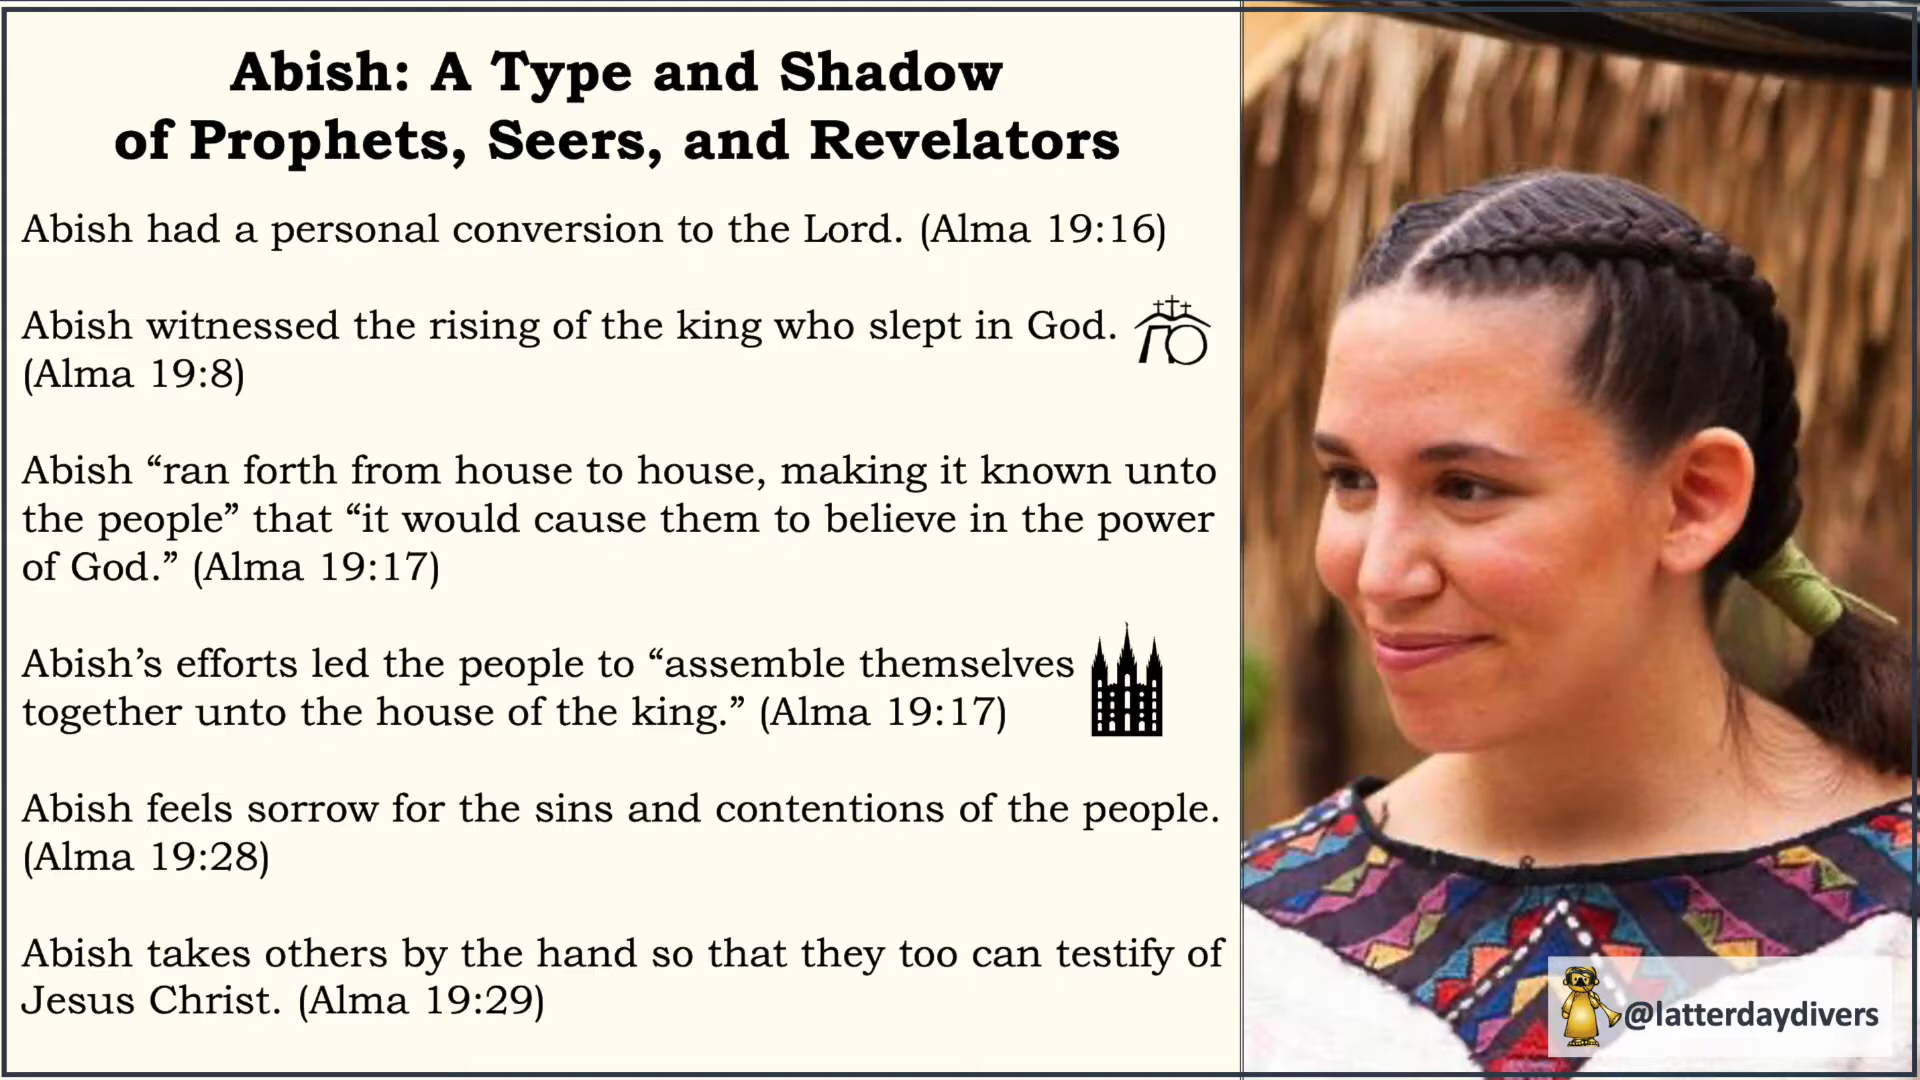 Abish: A Type and Shadow
of Prophets, Seers, and Revelators
Abish had a personal conversion to the Lord. (Alma 19:16)
Abish witnessed the rising of the king who slept in God.
(Alma 19:8)
Abish “ran forth from house to house, making it known unto
the people” that “it would cause them to believe in the power
of God.” (Alma 19:17)
Abish’s efforts led the people to “assemble themselves
together unto the house of the king.” (Alma 19:17)
Abish feels sorrow for the sins and contentions of the people.
(Alma 19:28)
Abish takes others by the hand so that they too can testify of
Jesus Christ. (Alma 19:29)
@latterdaydivers